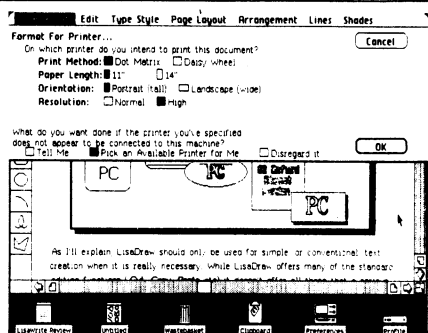 Edit Type Style Page Layout Arrangement Lines Shades
Format For Printer...
Cancel
On which printer do you intend to print this document?
Print Method: Dot Matrix Daisy Wheel
Paper Length: 11" 14"
Orientation: Portrait (tall) Landscape (wide)
Resolution: Normal High
What do you want done if the printer you've specified
does not appear to be connected to this machine?
OK
Tell Me Pick an Available Printer for Me Disregard it
PC PC
PC
As I'll explain LisaDraw should only be used for simple or conventional text
creation when it is really necessary. While LisaDraw offers many of the standard
LisaWrite Review Untitled Wastebasket Clipboard Preferences ProFile